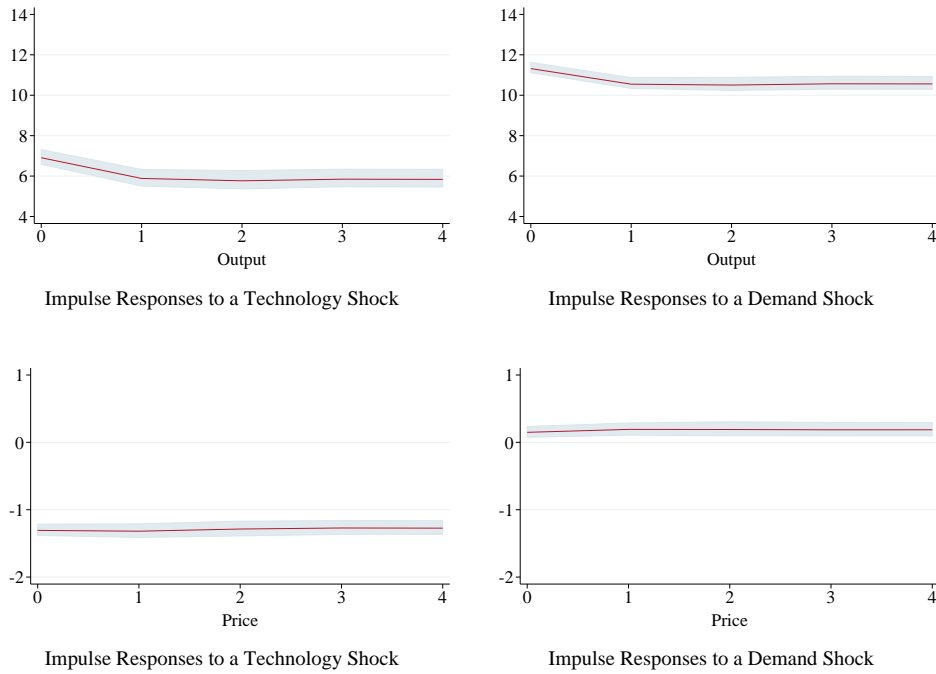 14
12
10
8
6
4
0 1 2 3 4
Output
Impulse Responses to a Technology Shock
14
12
10
8
6
4
0 1 2 3 4
Output
Impulse Responses to a Demand Shock
1
0
-1
-2
0 1 2 3 4
Price
Impulse Responses to a Technology Shock
1
0
-1
-2
0 1 2 3 4
Price
Impulse Responses to a Demand Shock